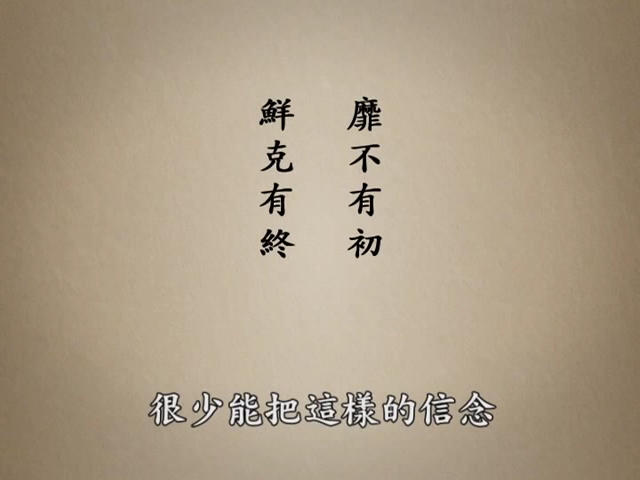 靡不有初
鮮克有終
很少能把這樣的信念